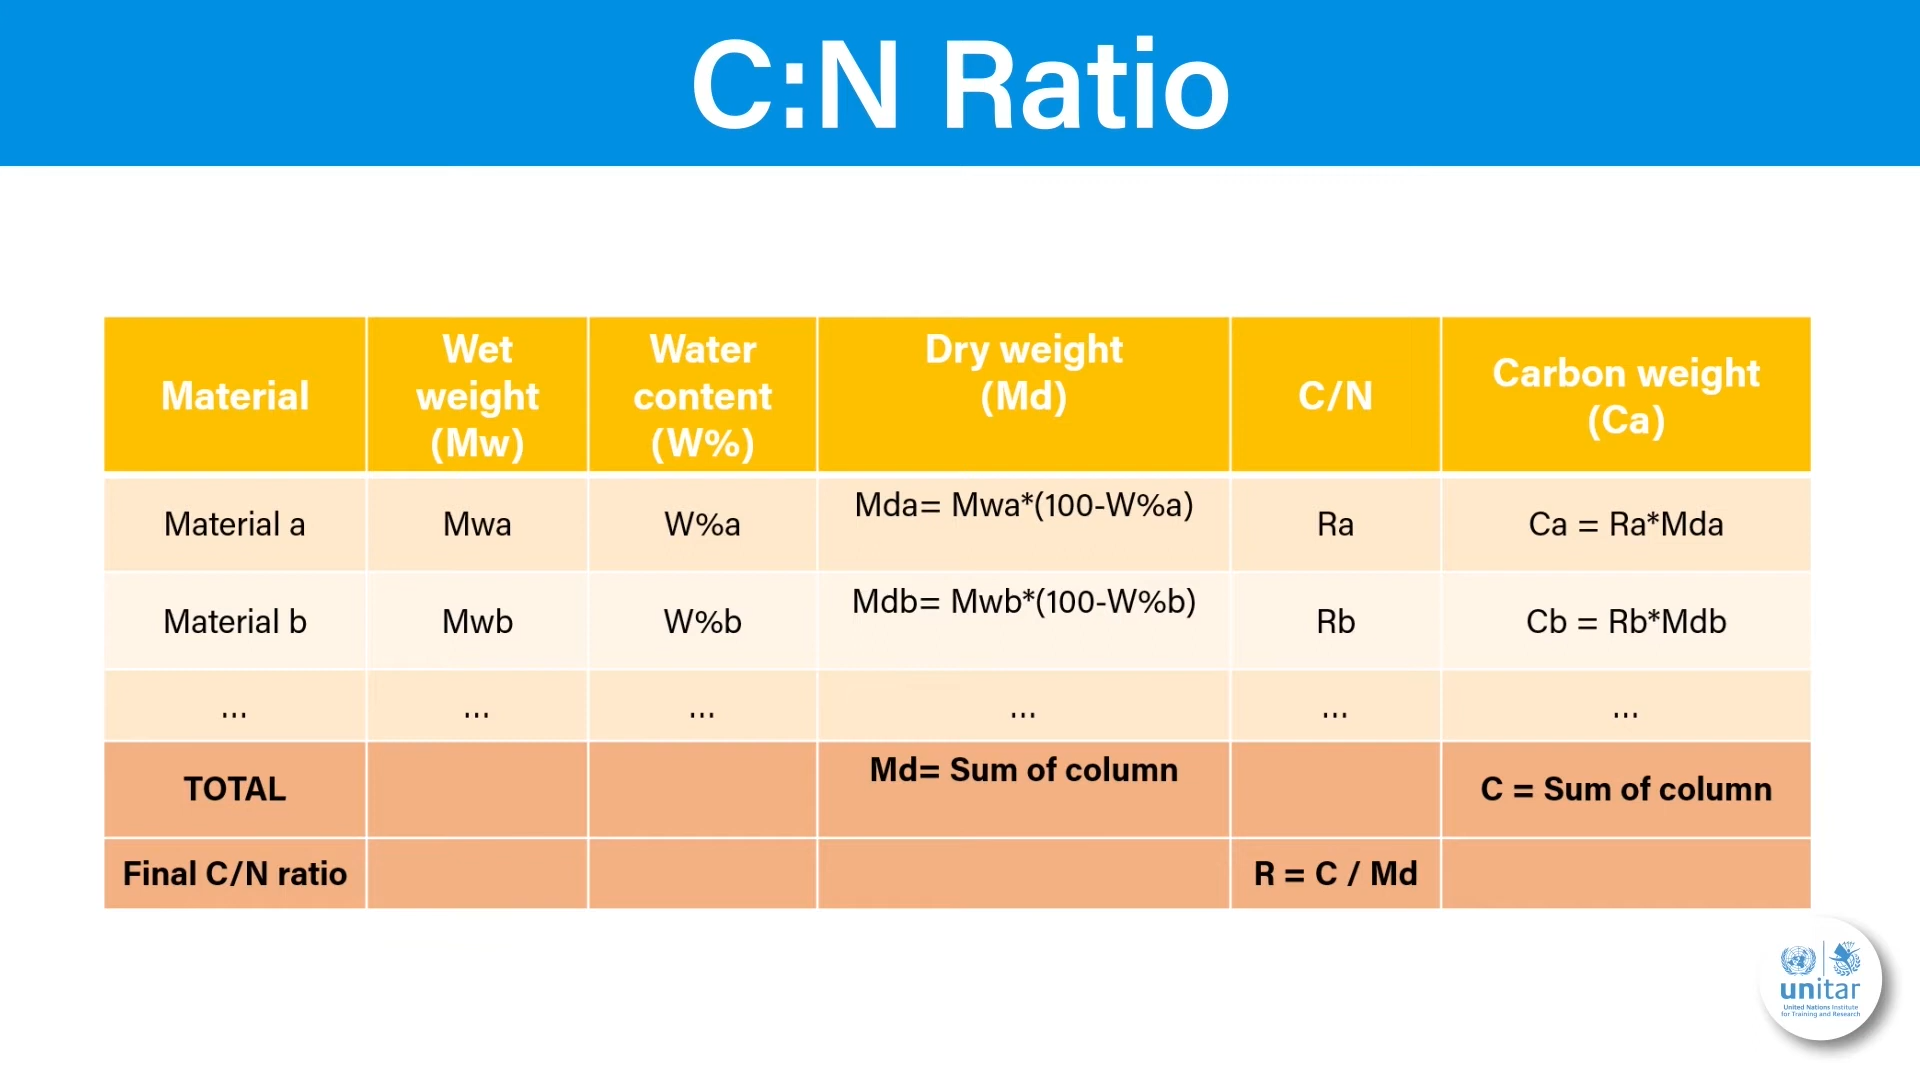 C:N Ratio
Material
Wet
weight
(Mw)
Water
content
(W%)
Dry weight
(Md)
C/N
Carbon weight
(Ca)
Material a
Mwa
W%a
Mda= Mwa*(100-W%a)
Ra
Ca = Ra*Mda
Material b
Mwb
W%b
Mdb= Mwb*(100-W%b)
Rb
Cb = Rb*Mdb
...
...
...
...
...
...
TOTAL
Md= Sum of column
C = Sum of column
Final C/N ratio
R = C / Md
unitar
United Nations Institute
for Training and Research